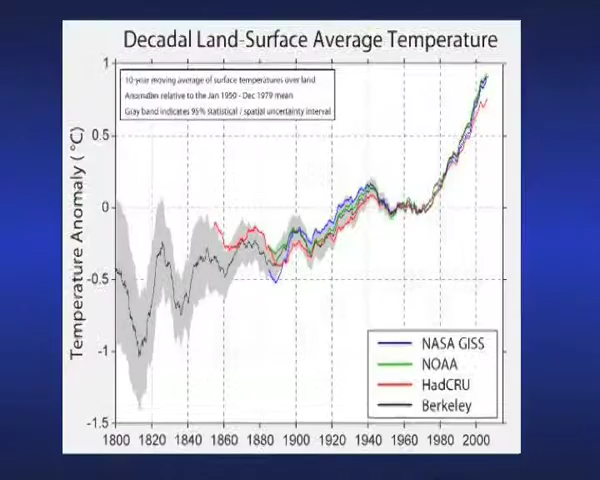 Decadal Land-Surface Average Temperature
10-year moving average of surface temperatures over land
Anomalies relative to the Jan 1950 - Dec 1979 mean
Gray band indicates 95% statistical / spatial uncertainty interval
Temperature Anomaly ( °C)
1
0.5
0
-0.5
-1
-1.5
NASA GISS
NOAA
HadCRU
Berkeley
1800 1820 1840 1860 1880 1900 1920 1940 1960 1980 2000